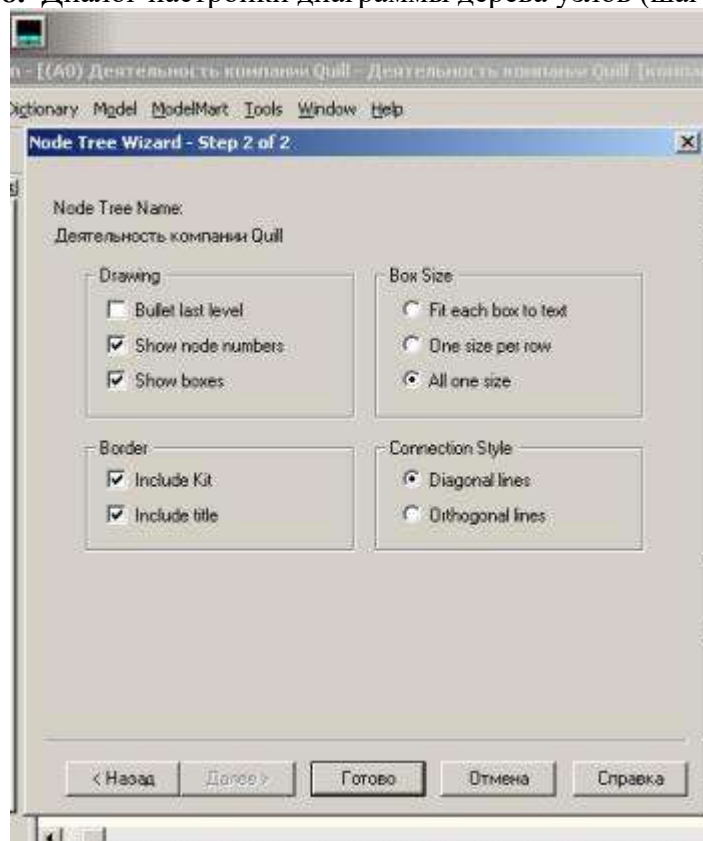 Диалог настройки диаграммы дерева узлов (шаг
- [(A0) Деятельность компании Quill - Деятельность компании Quill
Dictionary Model ModelMart Tools Window Help
Node Tree Wizard - Step 2 of 2
Node Tree Name:
Деятельность компании Quill
Drawing
Bullet last level
Show node numbers
Show boxes
Box Size
Fit each box to text
One size per row
All one size
Border
Include Kit
Include title
Connection Style
Diagonal lines
Orthogonal lines
< Назад Далее > Готово Отмена Справка